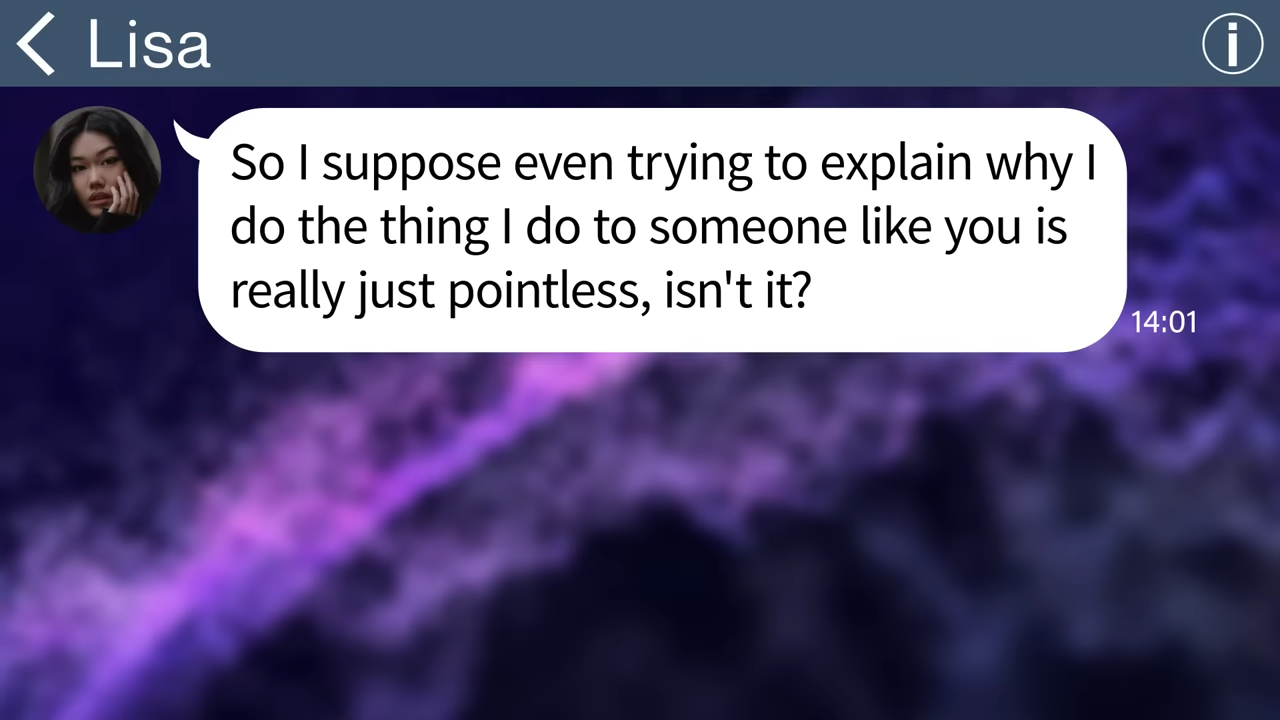 Lisa
So I suppose even trying to explain why I
do the thing I do to someone like you is
really just pointless, isn't it?
14:01